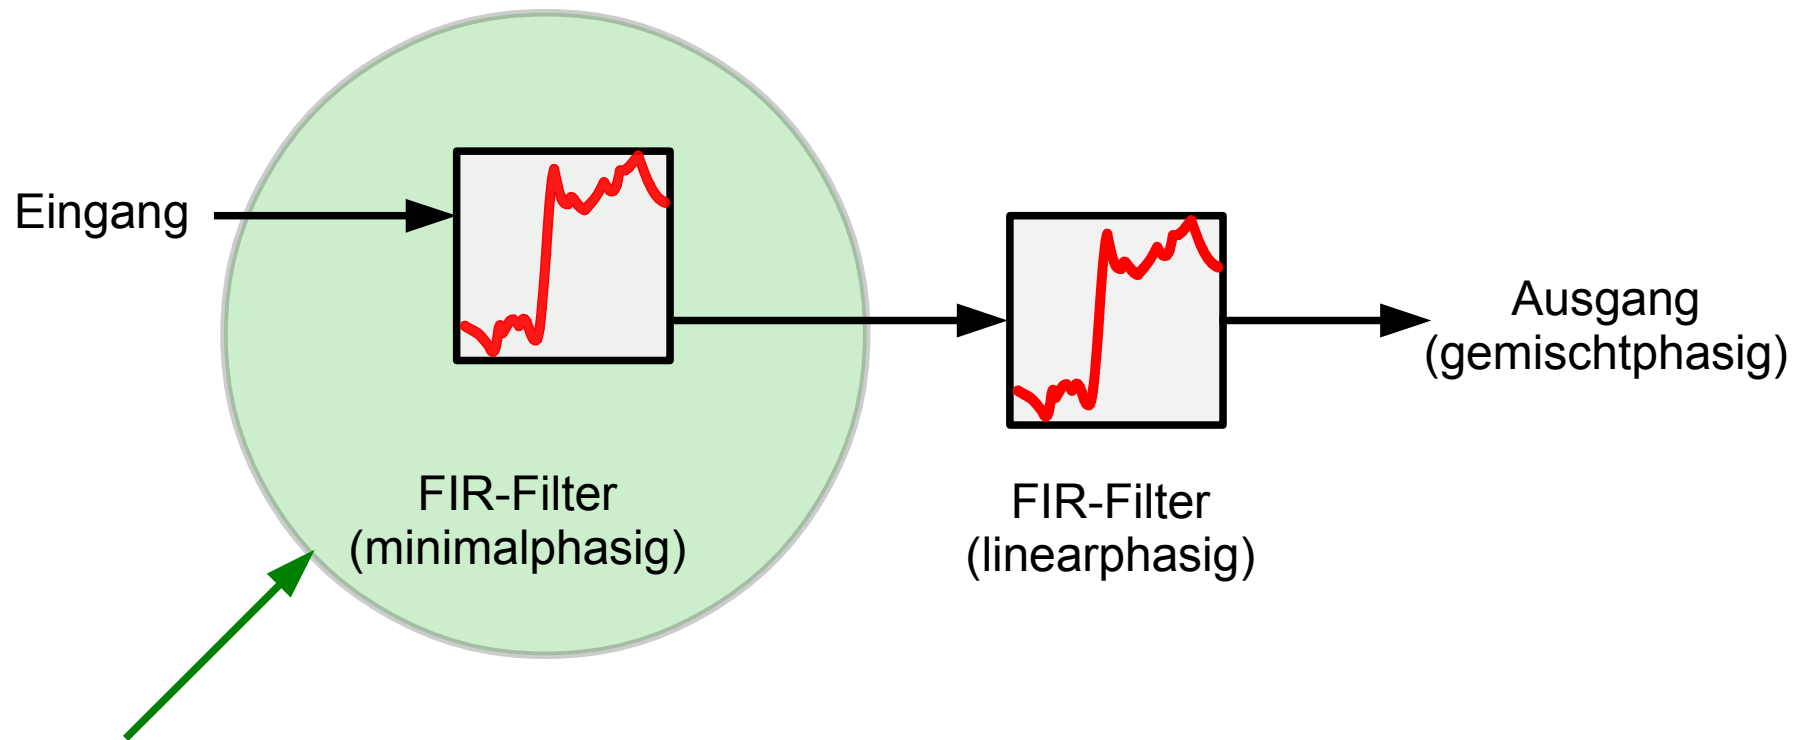 Eingang
FIR-Filter
(minimalphasig)
FIR-Filter
(linearphasig)
Ausgang
(gemischtphasig)